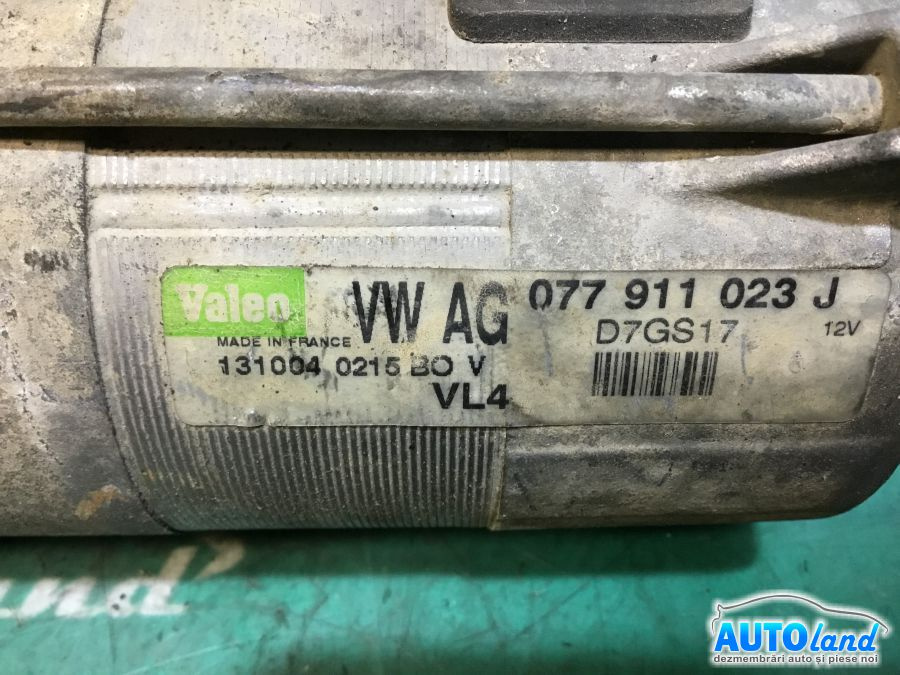 Valeo VW AG 077 911 023 J
MADE IN FRANCE D7GS17 12V
131004 0215 BO V
VL4
AUTOland
dezmembrări auto și piese noi